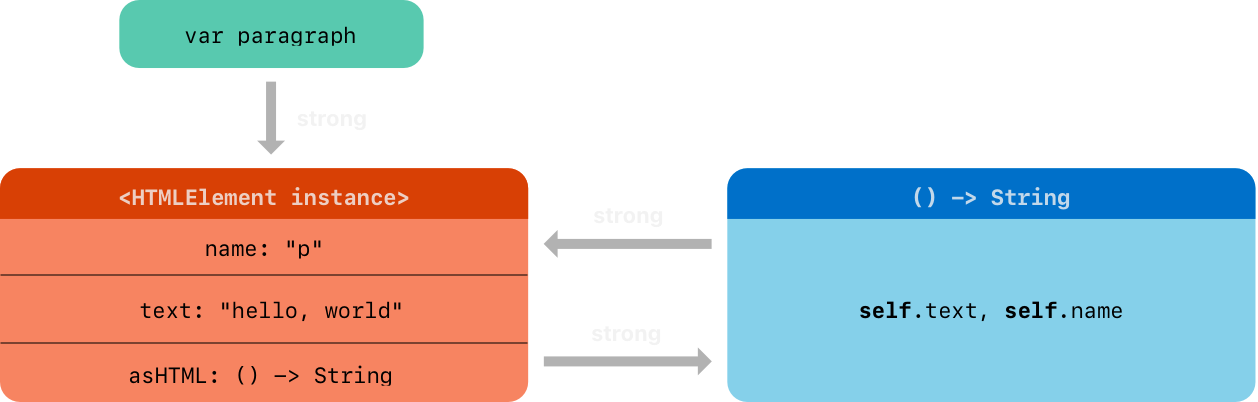 var paragraph
strong
<HTMLElement instance>
() -> String
name: "p"
strong
text: "hello, world"
self.text, self.name
strong
asHTML: () -> String